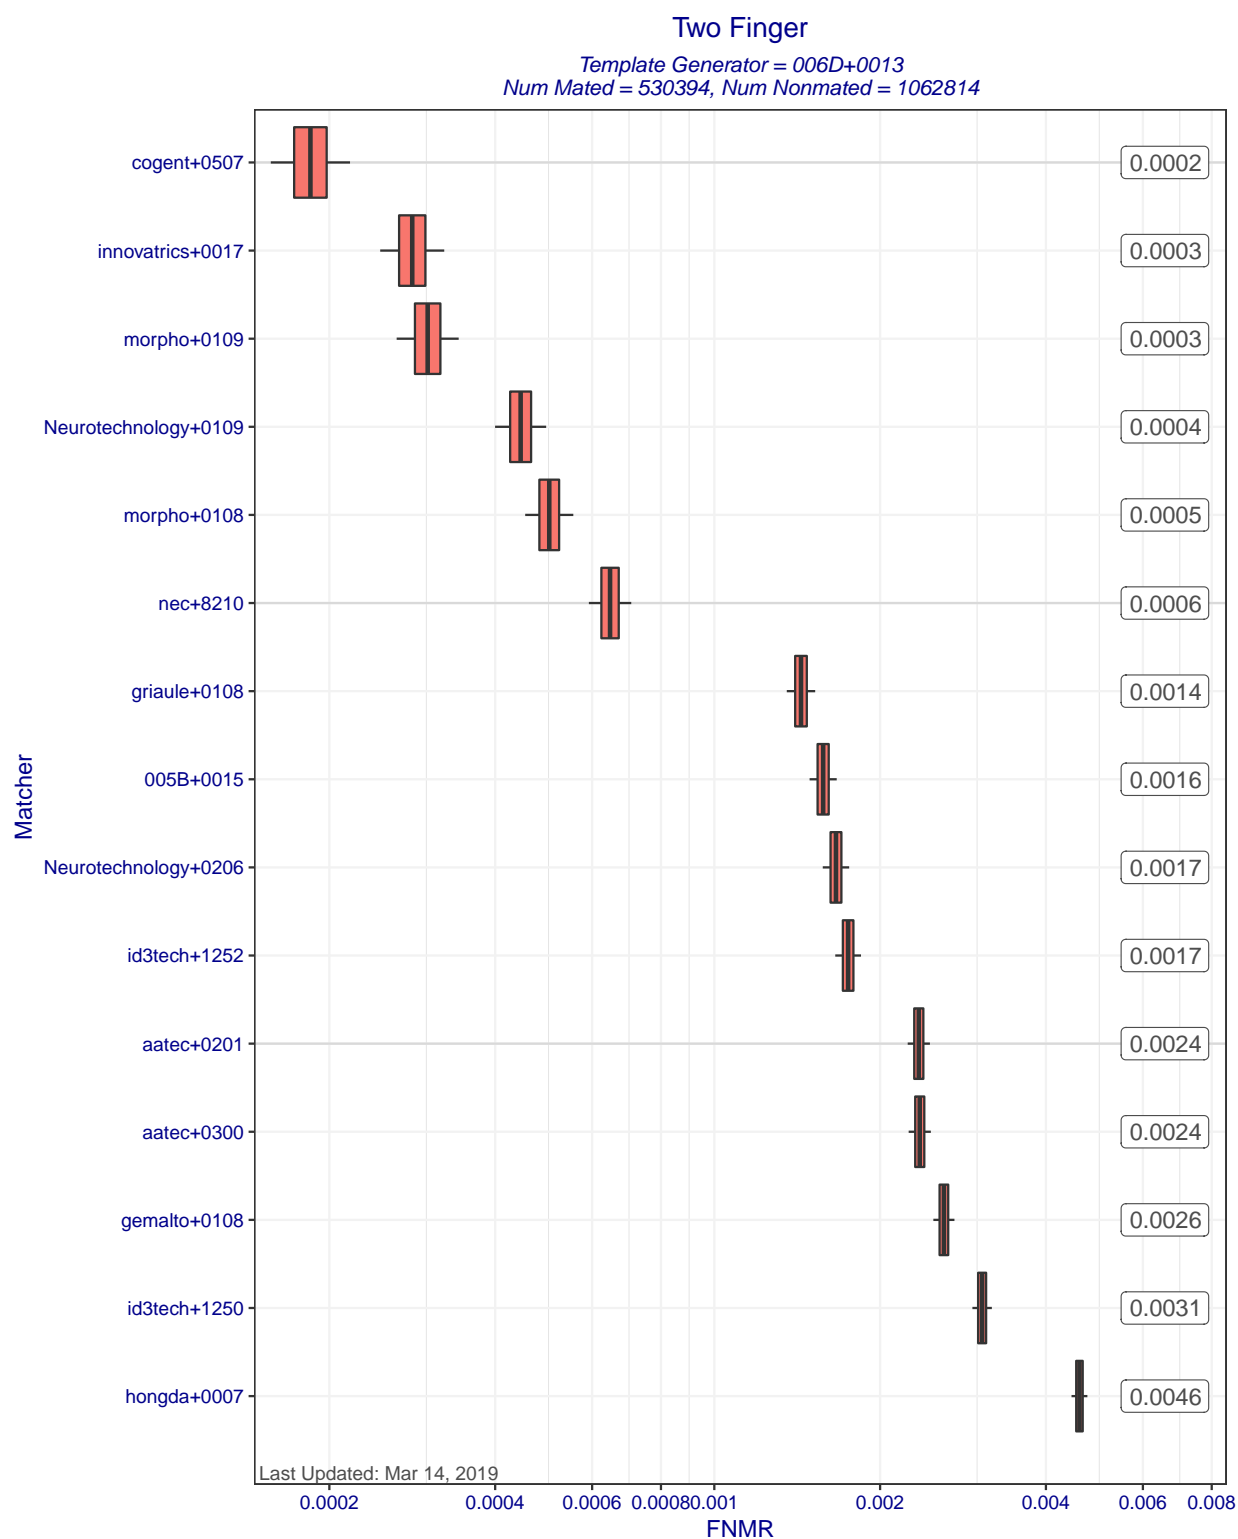 Two Finger
Template Generator = 006D+0013
Num Mated = 530394, Num Nonmated = 1062814
cogent+0507
0.0002
innovatrics+0017
0.0003
morpho+0109
0.0003
Neurotechnology+0109
0.0004
morpho+0108
0.0005
nec+8210
0.0006
griaule+0108
0.0014
005B+0015
0.0016
Neurotechnology+0206
0.0017
id3tech+1252
0.0017
aatec+0201
0.0024
aatec+0300
0.0024
gemalto+0108
0.0026
id3tech+1250
0.0031
hongda+0007
0.0046
Matcher
Last Updated: Mar 14, 2019
0.0002 0.0004 0.0006 0.0008 0.001 0.002 0.004 0.006 0.008
FNMR